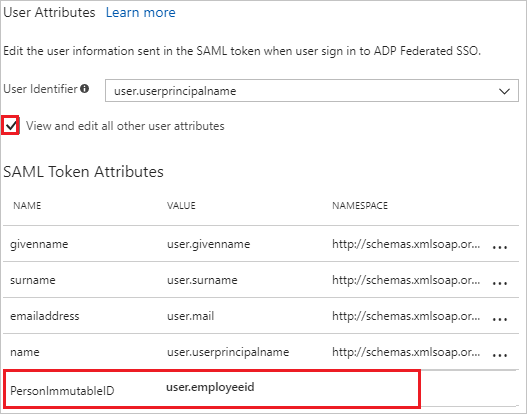 User Attributes Learn more
Edit the user information sent in the SAML token when user sign in to ADP Federated SSO.
User Identifier user.userprincipalname
View and edit all other user attributes
SAML Token Attributes
NAME VALUE NAMESPACE
givenname user.givenname http://schemas.xmlsoap.or... ...
surname user.surname http://schemas.xmlsoap.or... ...
emailaddress user.mail http://schemas.xmlsoap.or... ...
name user.userprincipalname http://schemas.xmlsoap.or... ...
PersonImmutableID user.employeeid